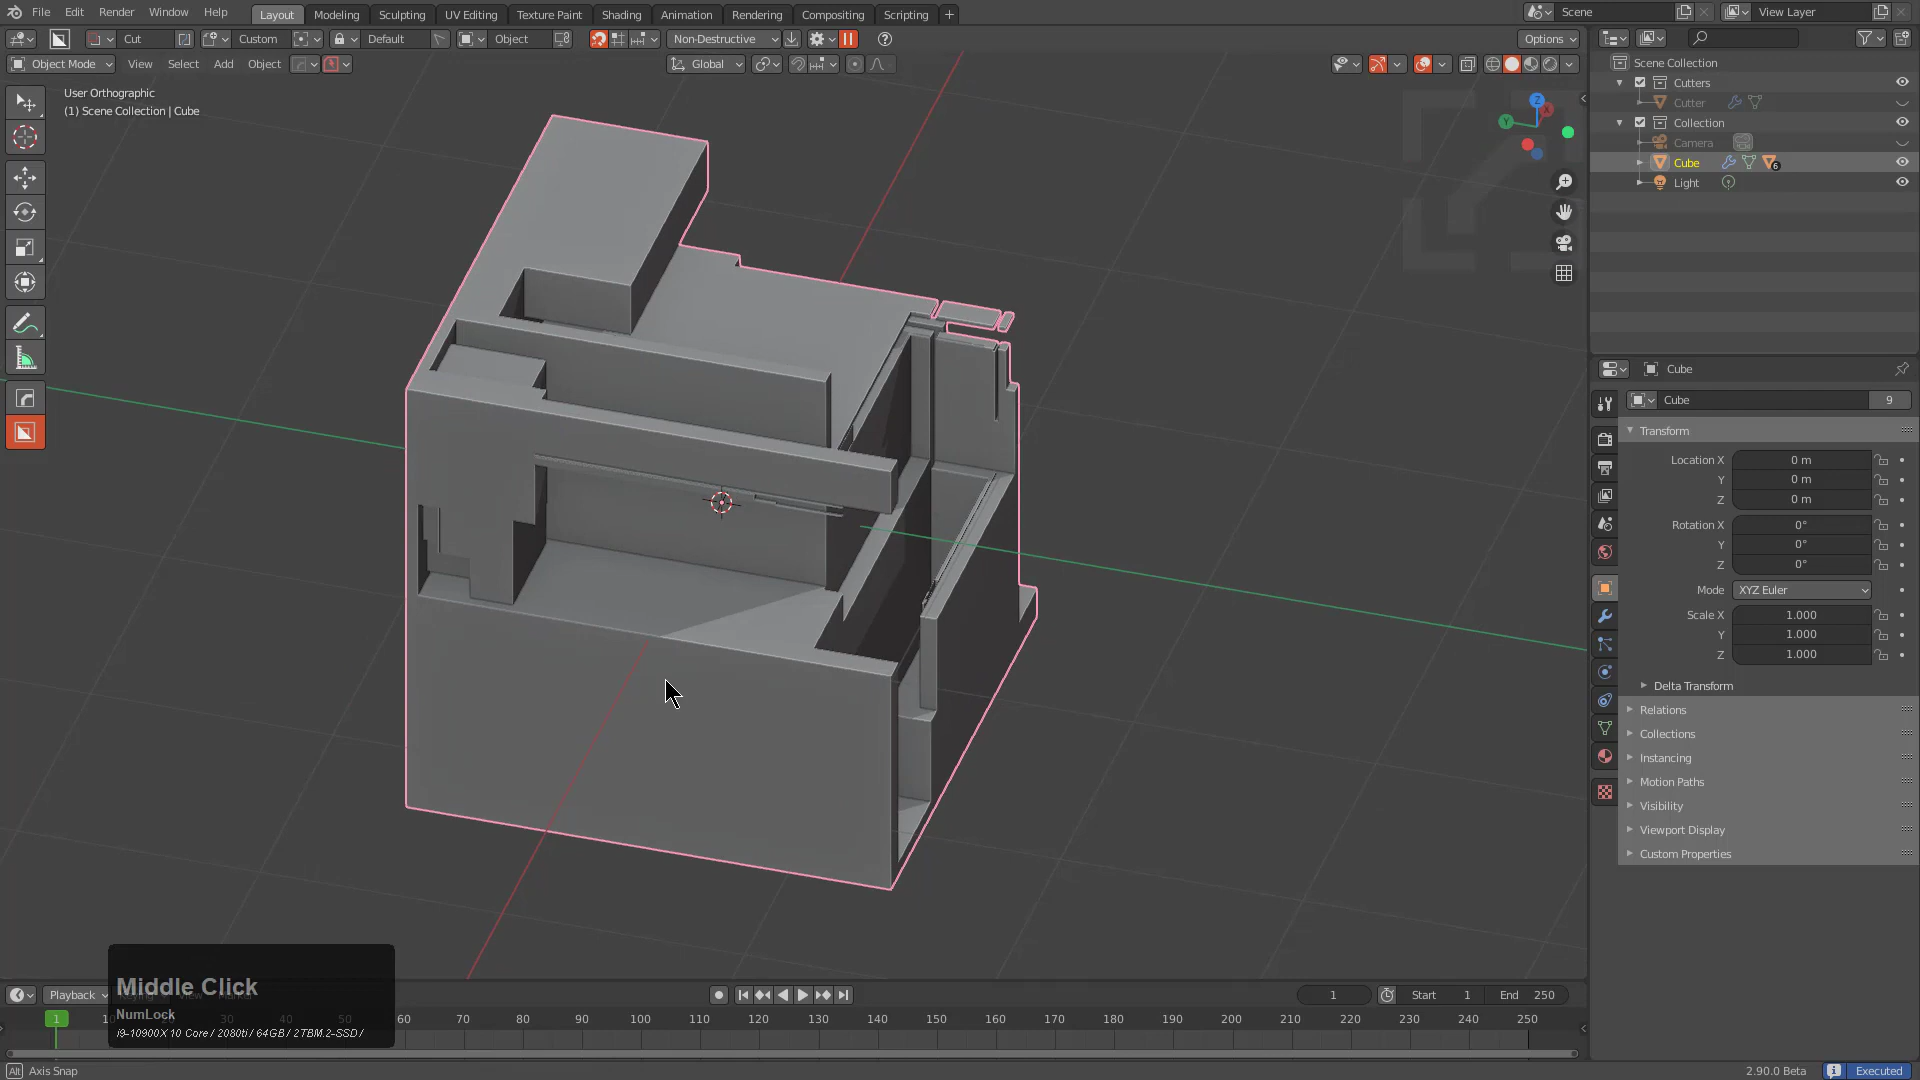 File Edit Render Window Help Layout Modeling Sculpting UV Editing Texture Paint Shading Animation Rendering Compositing Scripting + Scene View Layer
Cut Custom Default Object Non-Destructive Options
Object Mode View Select Add Object Global
User Orthographic
(1) Scene Collection | Cube
Z
X
Y
Scene Collection
Cutters
Cutter
Collection
Camera
Cube 6
Light
Cube
Cube 9
Transform
Location X 0 m
Y 0 m
Z 0 m
Rotation X 0°
Y 0°
Z 0°
Mode XYZ Euler
Scale X 1.000
Y 1.000
Z 1.000
Delta Transform
Relations
Collections
Instancing
Motion Paths
Visibility
Viewport Display
Custom Properties
Middle Click
NumLock
i9-10900X 10 Core / 2080ti / 64GB / 2TBM.2-SSD /
Playback
1 Start 1 End 250
1 60 70 80 90 100 110 120 130 140 150 160 170 180 190 200 210 220 230 240 250
Alt Axis Snap
2.90.0 Beta Executed